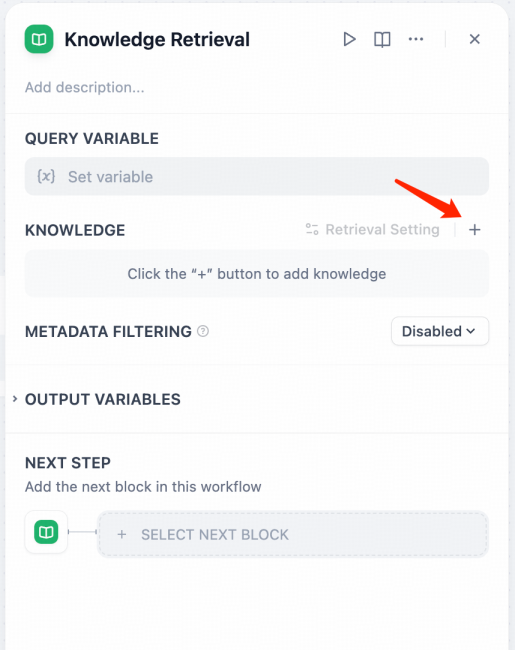 Knowledge Retrieval
Add description...
QUERY VARIABLE
{x} Set variable
KNOWLEDGE Retrieval Setting +
Click the “+” button to add knowledge
METADATA FILTERING ? Disabled
OUTPUT VARIABLES
NEXT STEP
Add the next block in this workflow
+ SELECT NEXT BLOCK